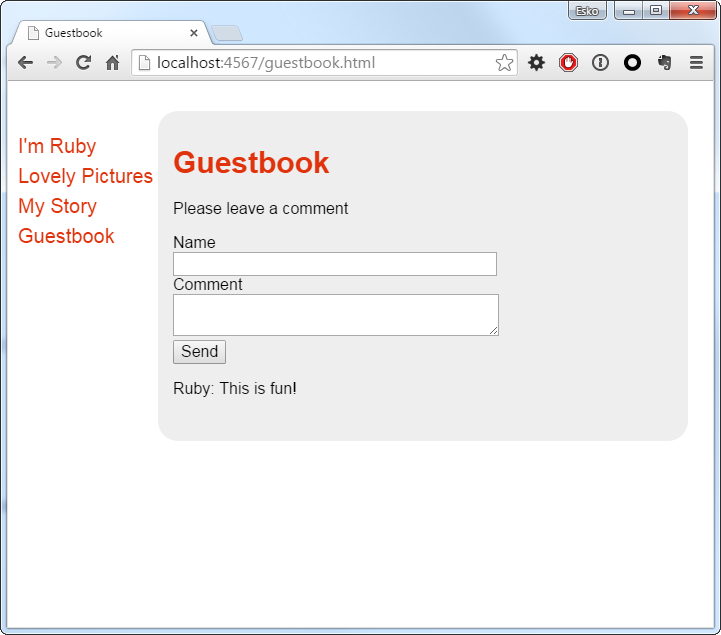 Esko
Guestbook
localhost:4567/guestbook.html
I'm Ruby
Lovely Pictures
My Story
Guestbook
Guestbook
Please leave a comment
Name
Comment
Send
Ruby: This is fun!